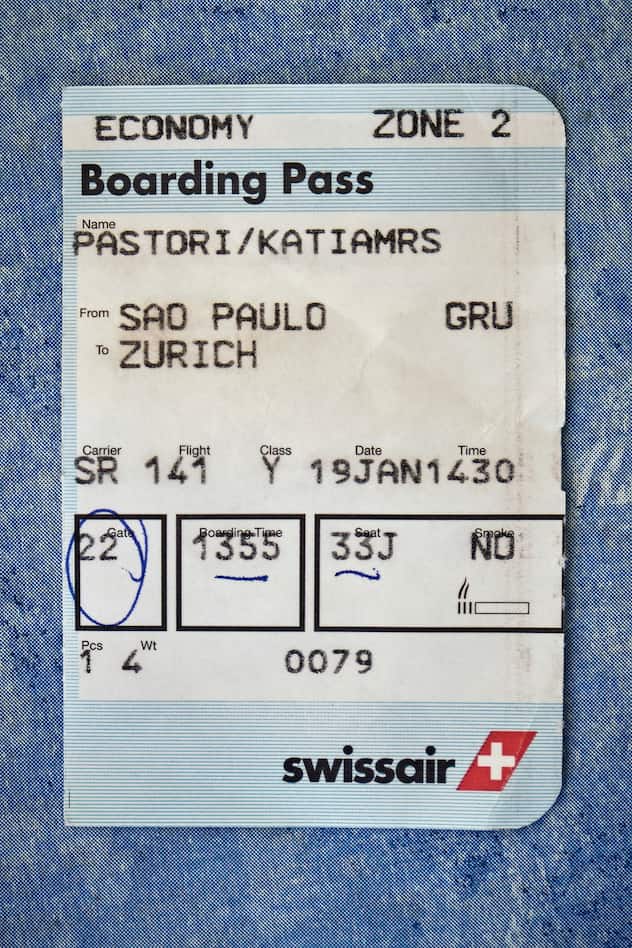 ECONOMY ZONE 2
Boarding Pass
Name
PASTORI/KATIAMRS
From SAO PAULO GRU
To ZURICH
Carrier Flight Class Date Time
SR 141 Y 19JAN1430
Gate Boarding Time Seat Smoke
22 1355 33J NO
Pcs Wt
1 4 0079
swissair